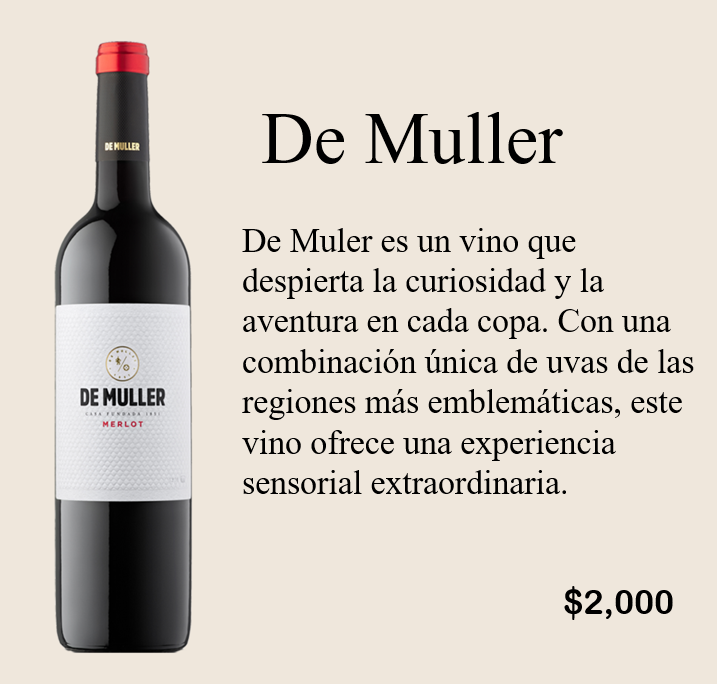 De Muller
De Muler es un vino que
despierta la curiosidad y la
aventura en cada copa. Con una
combinación única de uvas de las
regiones más emblemáticas, este
vino ofrece una experiencia
sensorial extraordinaria.
$2,000
DE MULLER
DE MULLER
CASA FUNDADA 1851
MERLOT